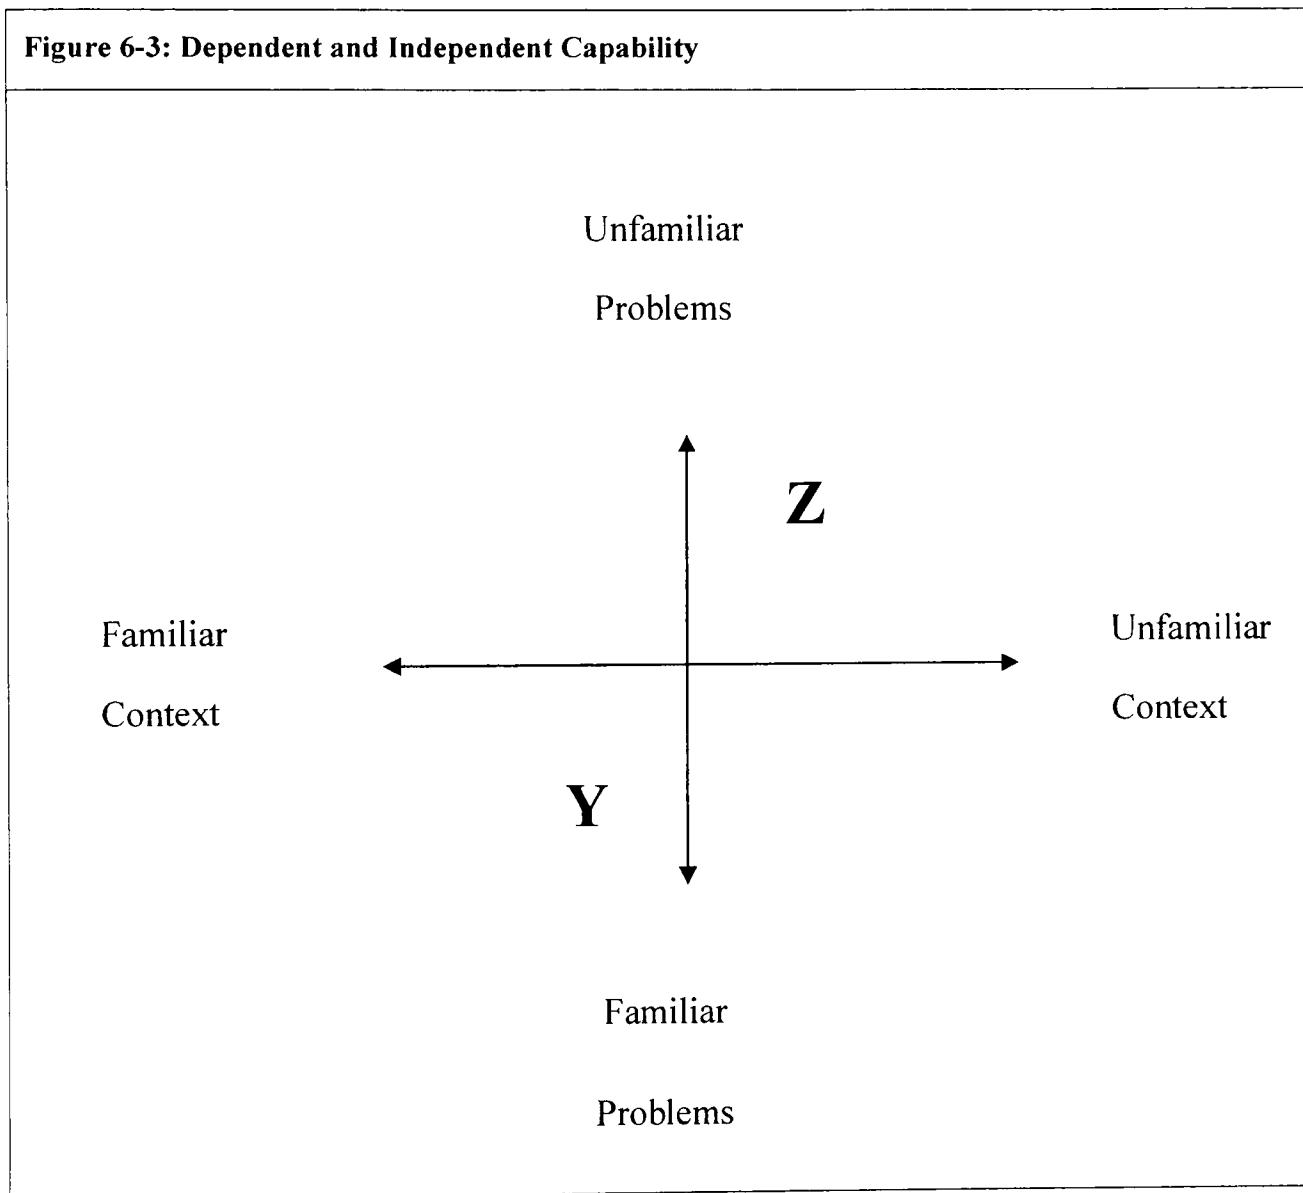 Figure 6-3: Dependent and Independent Capability
Unfamiliar
Problems
Z
Familiar
Context
Unfamiliar
Context
Y
Familiar
Problems